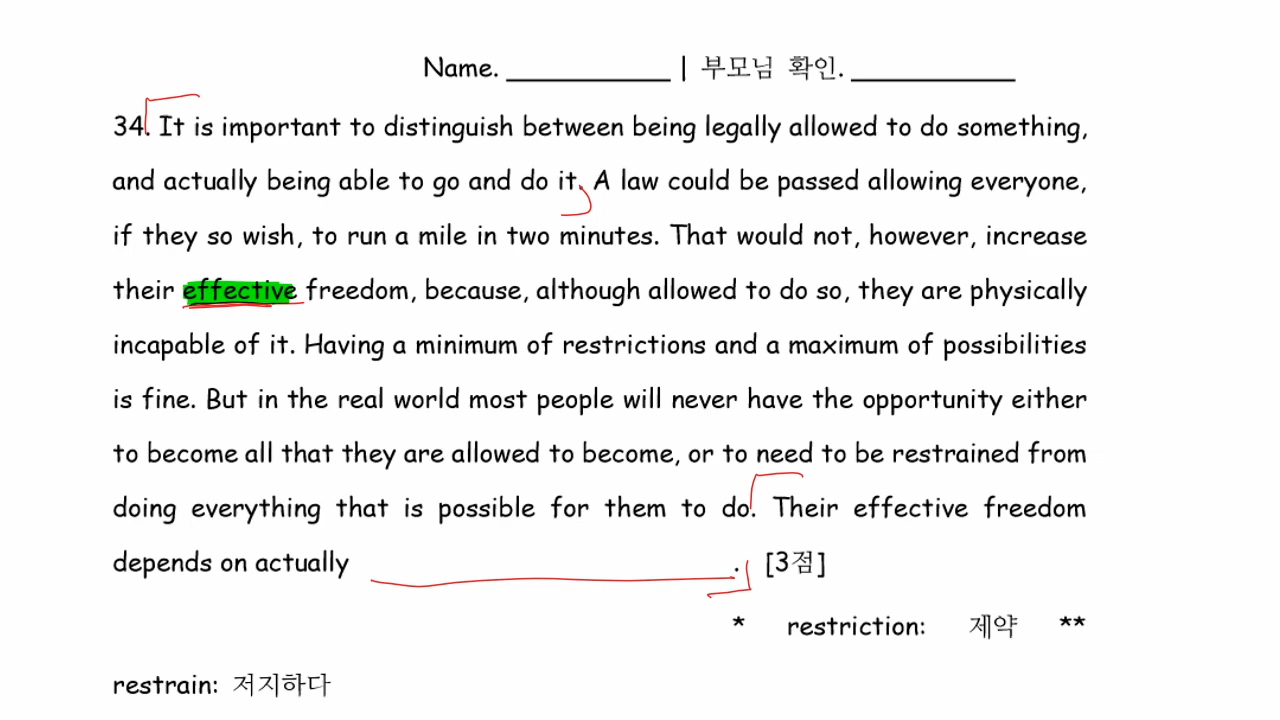 Name. ____________ | 부모님 확인. ____________
34. It is important to distinguish between being legally allowed to do something,
and actually being able to go and do it. A law could be passed allowing everyone,
if they so wish, to run a mile in two minutes. That would not, however, increase
their effective freedom, because, although allowed to do so, they are physically
incapable of it. Having a minimum of restrictions and a maximum of possibilities
is fine. But in the real world most people will never have the opportunity either
to become all that they are allowed to become, or to need to be restrained from
doing everything that is possible for them to do. Their effective freedom
depends on actually ____________. [3점]
* restriction: 제약 **
restrain: 저지하다